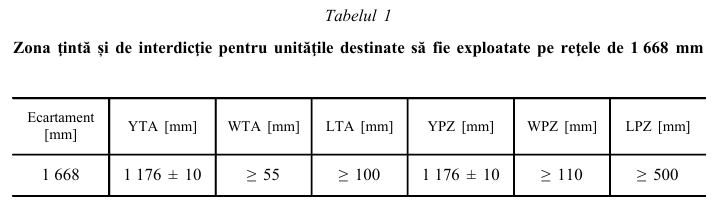 Tabelul 1
Zona țintă și de interdicție pentru unitățile destinate să fie exploatate pe rețele de 1 668 mm
Ecartament [mm] YTA [mm] WTA [mm] LTA [mm] YPZ [mm] WPZ [mm] LPZ [mm]
1 668 1 176 ± 10 ≥ 55 ≥ 100 1 176 ± 10 ≥ 110 ≥ 500